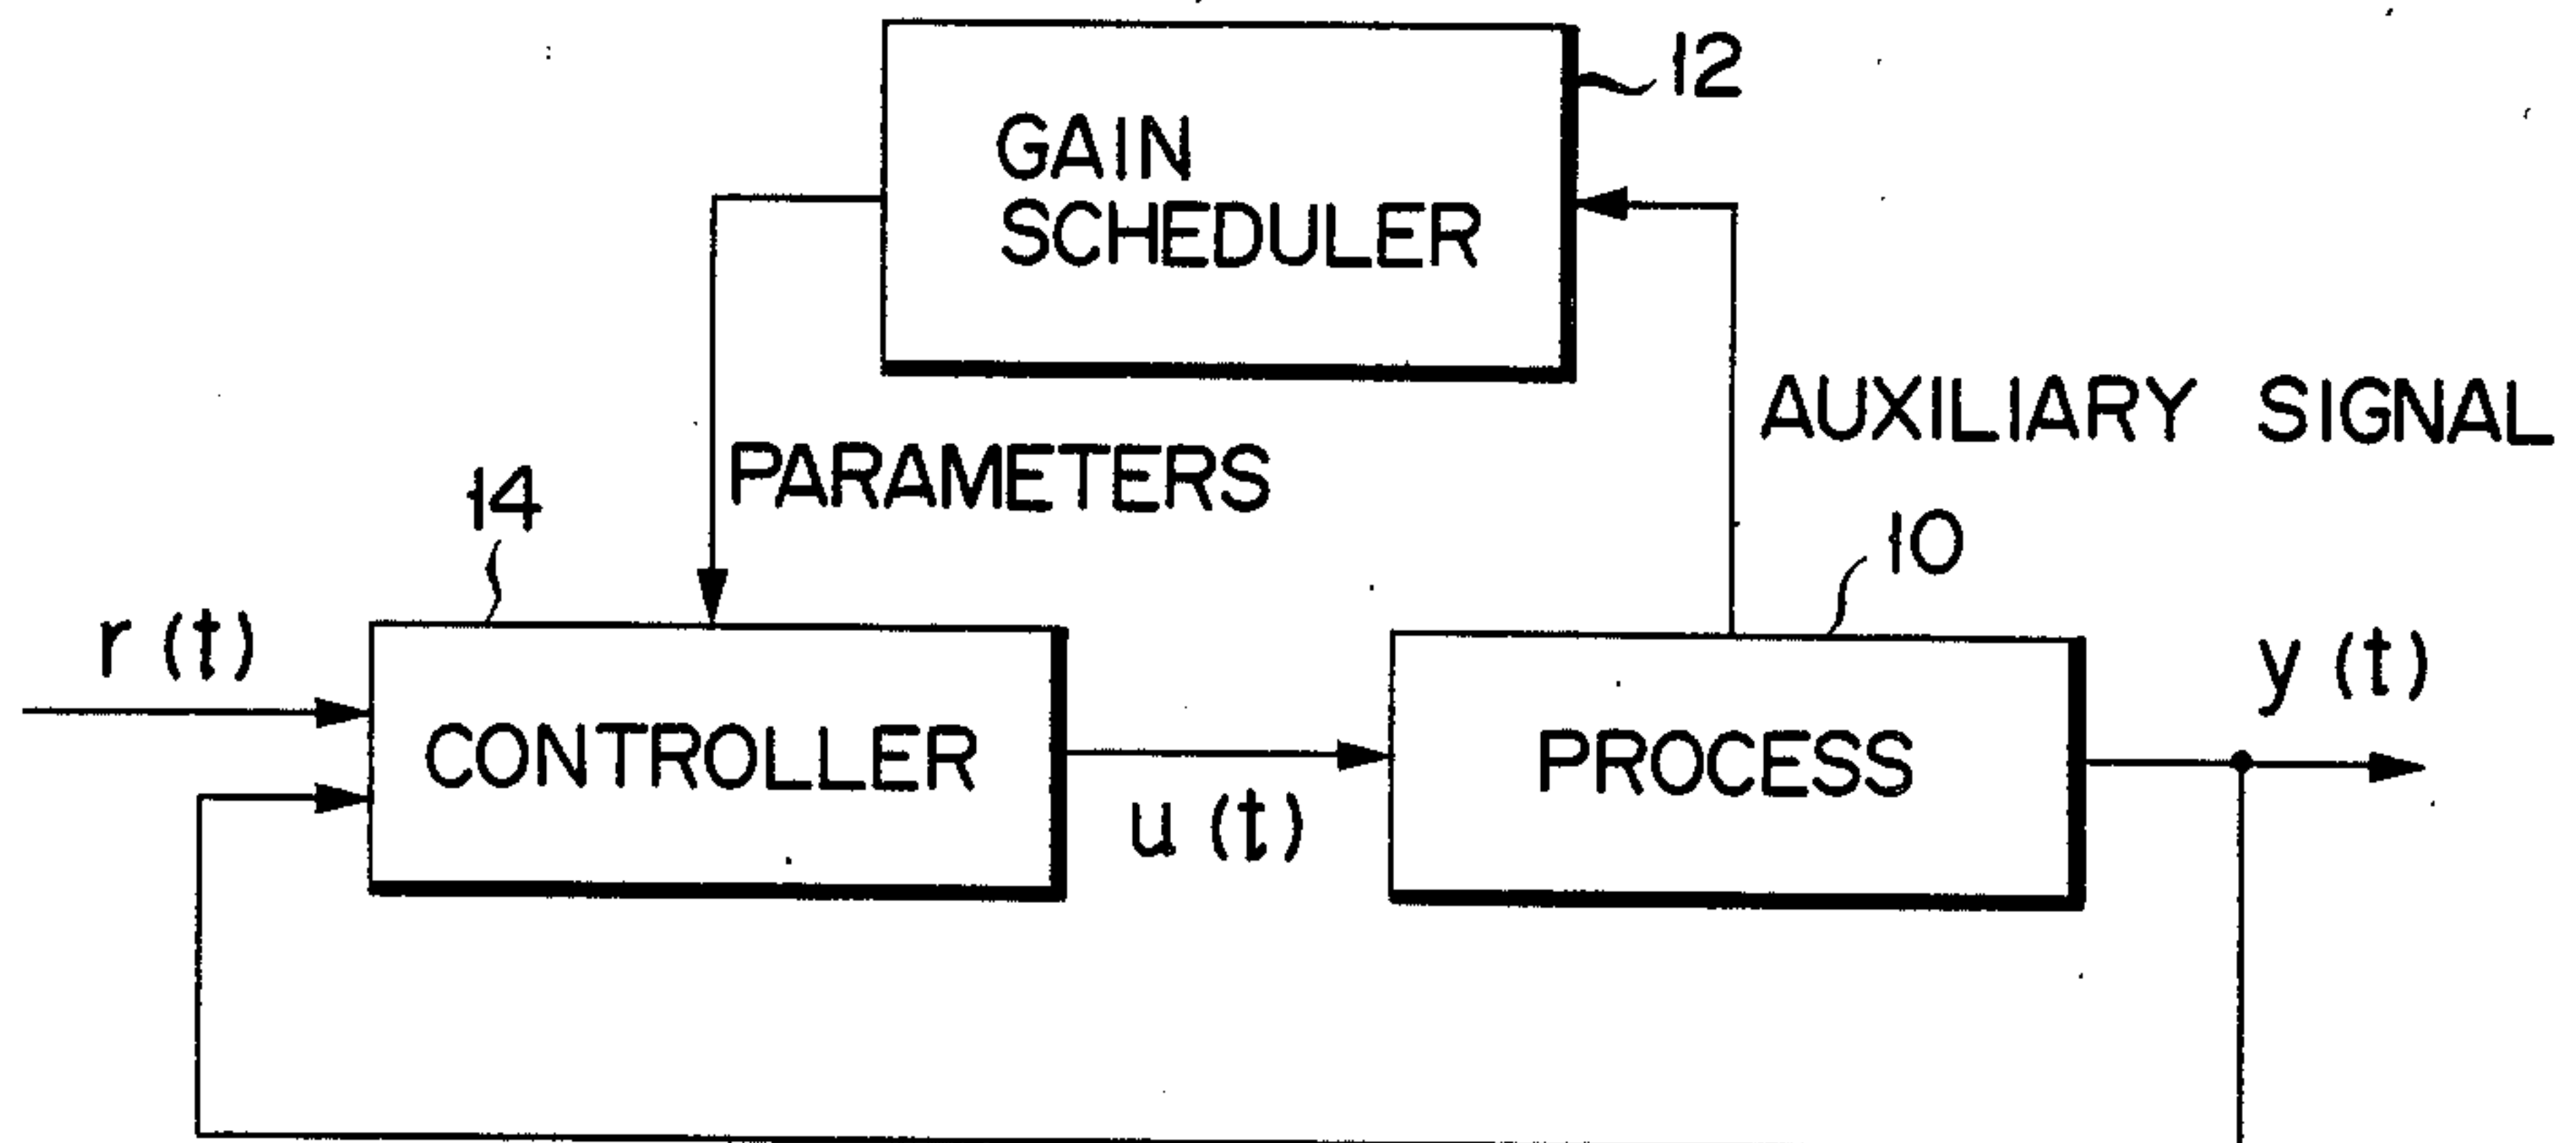 12
GAIN
SCHEDULER
AUXILIARY SIGNAL
PARAMETERS
14
10
r (t)
y (t)
CONTROLLER
PROCESS
u (t)